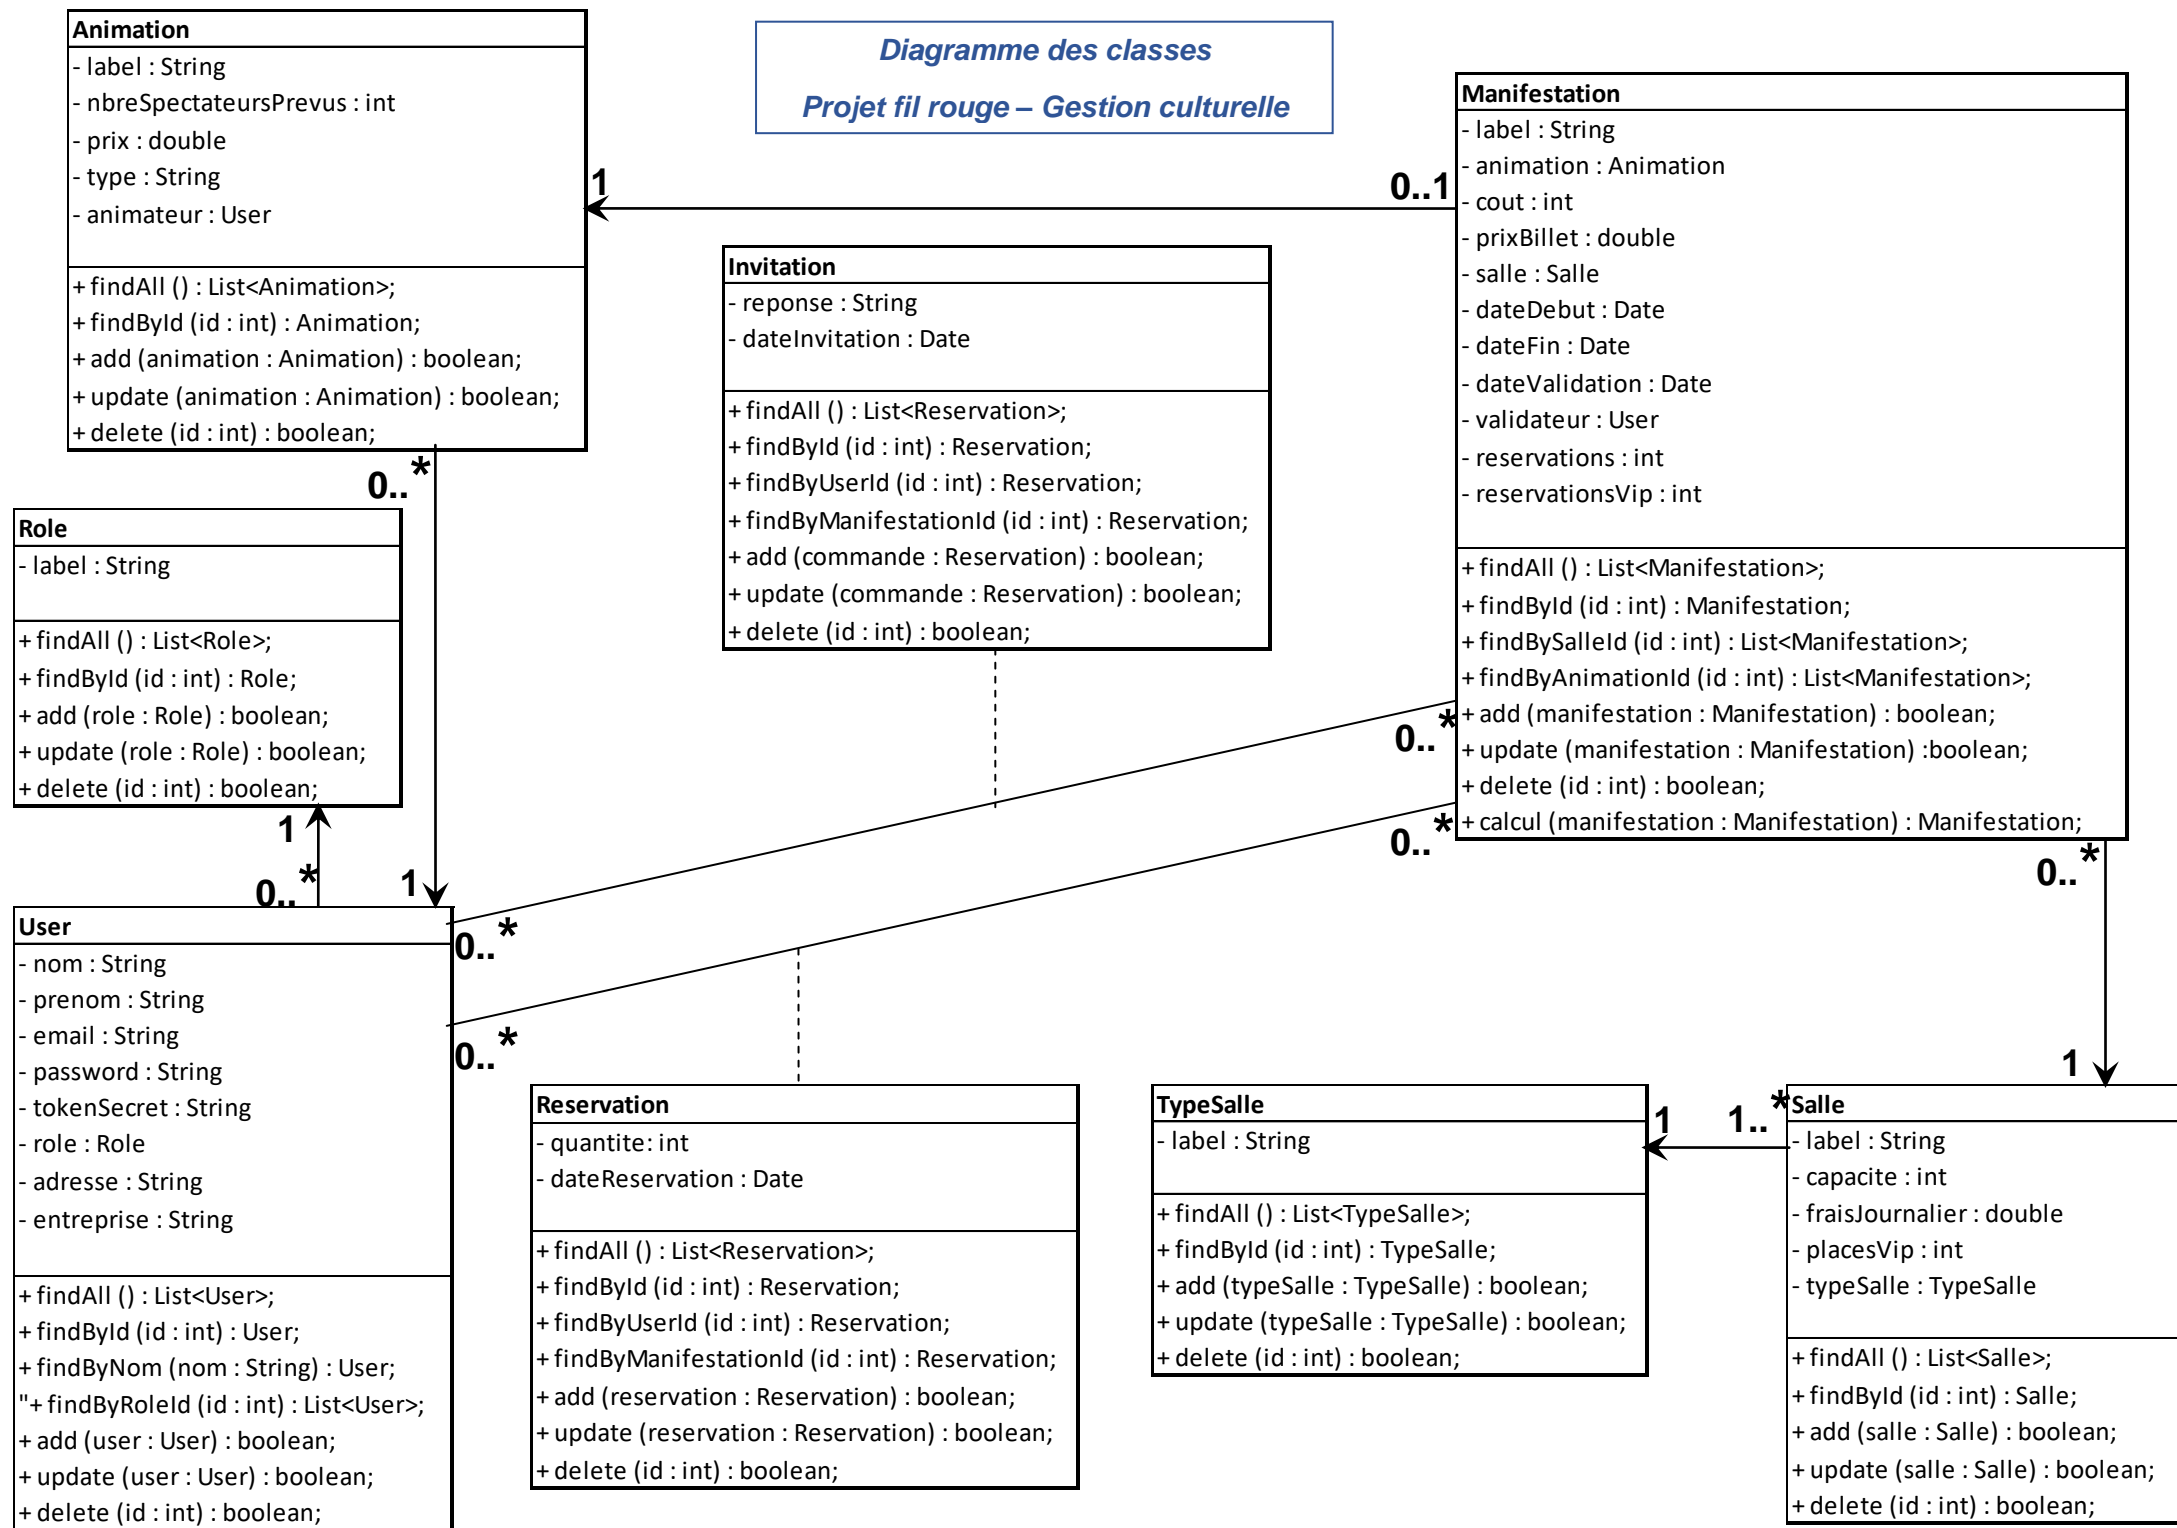 Animation
- label : String
- nbreSpectateursPrevus : int
- prix : double
- type : String
- animateur : User
+ findAll () : List<Animation>;
+ findById (id : int) : Animation;
+ add (animation : Animation) : boolean;
+ update (animation : Animation) : boolean;
+ delete (id : int) : boolean;
Diagramme des classes
Projet fil rouge – Gestion culturelle
Manifestation
- label : String
- animation : Animation
- cout : int
- prixBillet : double
- salle : Salle
- dateDebut : Date
- dateFin : Date
- dateValidation : Date
- validateur : User
- reservations : int
- reservationsVip : int
+ findAll () : List<Manifestation>;
+ findById (id : int) : Manifestation;
+ findBySalleId (id : int) : List<Manifestation>;
+ findByAnimationId (id : int) : List<Manifestation>;
+ add (manifestation : Manifestation) : boolean;
+ update (manifestation : Manifestation) :boolean;
+ delete (id : int) : boolean;
+ calcul (manifestation : Manifestation) : Manifestation;
1
0..1
Invitation
- reponse : String
- dateInvitation : Date
+ findAll () : List<Reservation>;
+ findById (id : int) : Reservation;
+ findByUserId (id : int) : Reservation;
+ findByManifestationId (id : int) : Reservation;
+ add (commande : Reservation) : boolean;
+ update (commande : Reservation) : boolean;
+ delete (id : int) : boolean;
0..*
Role
- label : String
+ findAll () : List<Role>;
+ findById (id : int) : Role;
+ add (role : Role) : boolean;
+ update (role : Role) : boolean;
+ delete (id : int) : boolean;
1
0..*
1
0..*
0..*
0..*
0..*
0..*
1
User
- nom : String
- prenom : String
- email : String
- password : String
- tokenSecret : String
- role : Role
- adresse : String
- entreprise : String
+ findAll () : List<User>;
+ findById (id : int) : User;
+ findByNom (nom : String) : User;
"+ findByRoleId (id : int) : List<User>;
+ add (user : User) : boolean;
+ update (user : User) : boolean;
+ delete (id : int) : boolean;
Reservation
- quantite: int
- dateReservation : Date
+ findAll () : List<Reservation>;
+ findById (id : int) : Reservation;
+ findByUserId (id : int) : Reservation;
+ findByManifestationId (id : int) : Reservation;
+ add (reservation : Reservation) : boolean;
+ update (reservation : Reservation) : boolean;
+ delete (id : int) : boolean;
TypeSalle
- label : String
+ findAll () : List<TypeSalle>;
+ findById (id : int) : TypeSalle;
+ add (typeSalle : TypeSalle) : boolean;
+ update (typeSalle : TypeSalle) : boolean;
+ delete (id : int) : boolean;
1
1..*
Salle
- label : String
- capacite : int
- fraisJournalier : double
- placesVip : int
- typeSalle : TypeSalle
+ findAll () : List<Salle>;
+ findById (id : int) : Salle;
+ add (salle : Salle) : boolean;
+ update (salle : Salle) : boolean;
+ delete (id : int) : boolean;